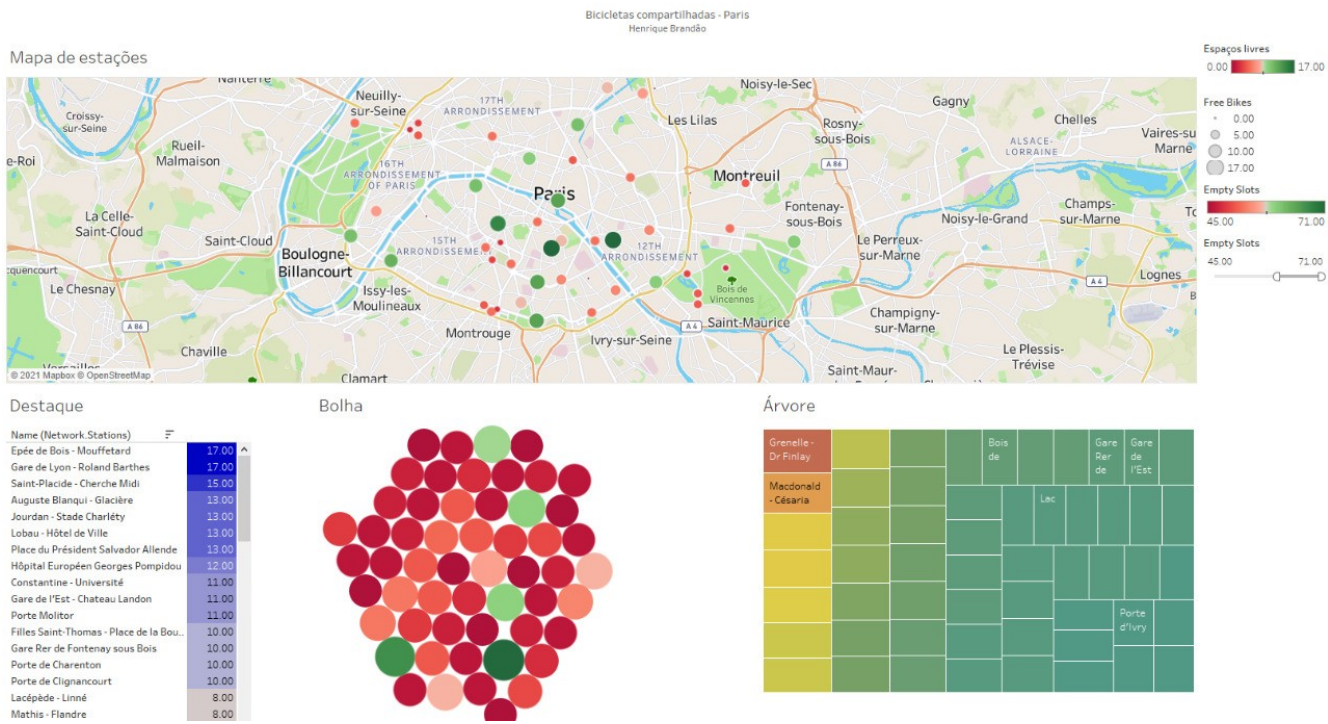 Bicicletas compartilhadas - Paris
Henrique Brandão
Mapa de estações
Espaços livres
0.00 17.00
Free Bikes
0.00
5.00
10.00
17.00
Empty Slots
45.00 71.00
Empty Slots
45.00 71.00
Nanterre
Croissy-
sur-Seine
Neuilly-
sur-Seine
17TH
ARRONDISSEMENT
Noisy-le-Sec
Les Lilas
Gagny
Chelles
Rosny-
sous-Bois
ALSACE-
LORRAINE
Vaires-su
Marne
e-Roi
Rueil-
Malmaison
16TH
ARRONDISSEMENT
OF PARIS
A 86
Montreuil
Paris
La Celle-
Saint-Cloud
Saint-Cloud
Boulogne-
Billancourt
15TH
ARRONDISSEME
12TH
ARRONDISSEMENT
Fontenay-
sous-Bois
Noisy-le-Grand
Champs-
sur-Marne
To
Le Perreux-
sur-Marne
cquencourt
Le Chesnay
Issy-les-
Moulineaux
Bois de
Vincennes
A 4
Lognes
A 86
Montrouge
A 4
Saint-Maurice
Champigny-
sur-Marne
Ivry-sur-Seine
Chaville
Le Plessis-
Trévise
Versailles
Clamart
Saint-Maur-
© 2021 Mapbox © OpenStreetMap
Destaque
Name (Network.Stations)
Epée de Bois - Mouffetard 17.00
Gare de Lyon - Roland Barthes 17.00
Saint-Placide - Cherche Midi 15.00
Auguste Blanqui - Glacière 13.00
Jourdan - Stade Charléty 13.00
Lobau - Hôtel de Ville 13.00
Place du Président Salvador Allende 13.00
Hôpital Européen Georges Pompidou 12.00
Constantine - Université 11.00
Gare de l'Est - Chateau Landon 11.00
Porte Molitor 11.00
Filles Saint-Thomas - Place de la Bou.. 10.00
Gare Rer de Fontenay sous Bois 10.00
Porte de Charenton 10.00
Porte de Clignancourt 10.00
Lacépède - Linné 8.00
Mathis - Flandre 8.00
Bolha
Árvore
Grenelle -
Dr Finlay
Macdonald
- Césaria
Bois
de
Gare
Rer
de
Gare
de
l'Est
Lac
Porte
d'Ivry